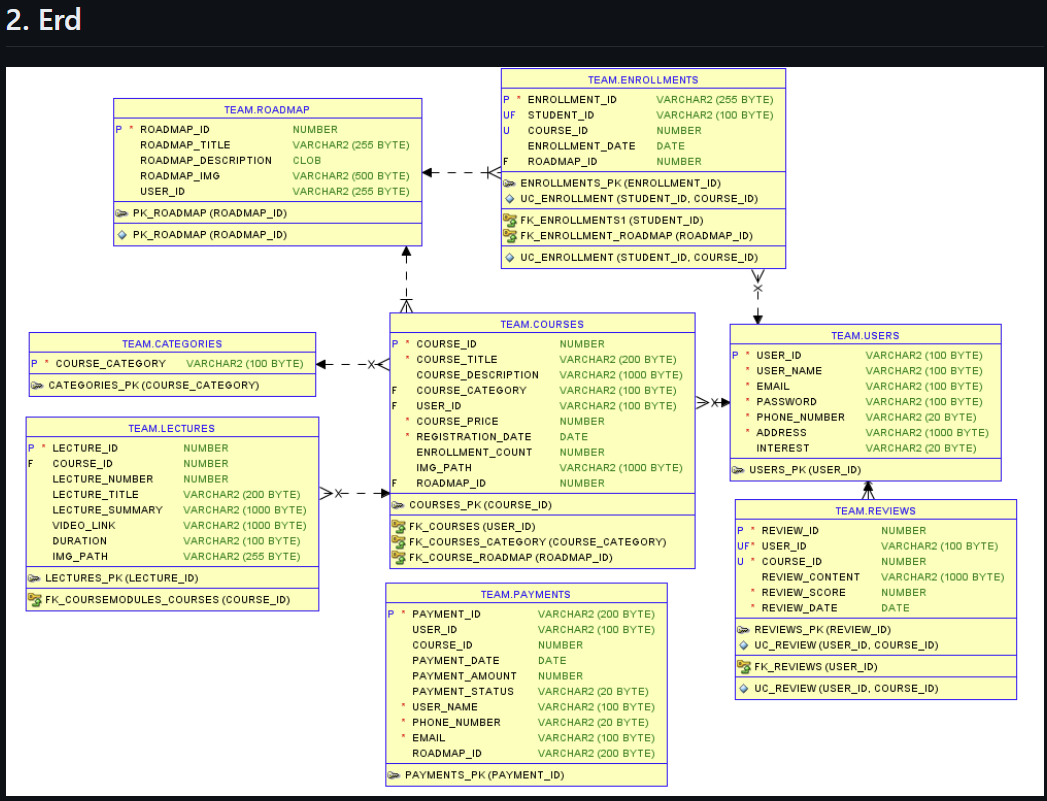 2. Erd
TEAM.ROADMAP
P * ROADMAP_ID NUMBER
ROADMAP_TITLE VARCHAR2 (255 BYTE)
ROADMAP_DESCRIPTION CLOB
ROADMAP_IMG VARCHAR2 (500 BYTE)
USER_ID VARCHAR2 (255 BYTE)
PK_ROADMAP (ROADMAP_ID)
PK_ROADMAP (ROADMAP_ID)
TEAM.ENROLLMENTS
P * ENROLLMENT_ID VARCHAR2 (255 BYTE)
UF STUDENT_ID VARCHAR2 (100 BYTE)
U COURSE_ID NUMBER
ENROLLMENT_DATE DATE
F ROADMAP_ID NUMBER
ENROLLMENTS_PK (ENROLLMENT_ID)
UC_ENROLLMENT (STUDENT_ID, COURSE_ID)
FK_ENROLLMENTS1 (STUDENT_ID)
FK_ENROLLMENT_ROADMAP (ROADMAP_ID)
UC_ENROLLMENT (STUDENT_ID, COURSE_ID)
TEAM.CATEGORIES
P * COURSE_CATEGORY VARCHAR2 (100 BYTE)
CATEGORIES_PK (COURSE_CATEGORY)
TEAM.COURSES
P * COURSE_ID NUMBER
* COURSE_TITLE VARCHAR2 (200 BYTE)
COURSE_DESCRIPTION VARCHAR2 (1000 BYTE)
F COURSE_CATEGORY VARCHAR2 (100 BYTE)
F USER_ID VARCHAR2 (100 BYTE)
* COURSE_PRICE NUMBER
* REGISTRATION_DATE DATE
ENROLLMENT_COUNT NUMBER
IMG_PATH VARCHAR2 (1000 BYTE)
F ROADMAP_ID NUMBER
COURSES_PK (COURSE_ID)
FK_COURSES (USER_ID)
FK_COURSES_CATEGORY (COURSE_CATEGORY)
FK_COURSE_ROADMAP (ROADMAP_ID)
TEAM.USERS
P * USER_ID VARCHAR2 (100 BYTE)
* USER_NAME VARCHAR2 (100 BYTE)
* EMAIL VARCHAR2 (100 BYTE)
* PASSWORD VARCHAR2 (100 BYTE)
* PHONE_NUMBER VARCHAR2 (20 BYTE)
* ADDRESS VARCHAR2 (1000 BYTE)
INTEREST VARCHAR2 (20 BYTE)
USERS_PK (USER_ID)
TEAM.LECTURES
P * LECTURE_ID NUMBER
F COURSE_ID NUMBER
LECTURE_NUMBER NUMBER
LECTURE_TITLE VARCHAR2 (200 BYTE)
LECTURE_SUMMARY VARCHAR2 (1000 BYTE)
VIDEO_LINK VARCHAR2 (1000 BYTE)
DURATION VARCHAR2 (100 BYTE)
IMG_PATH VARCHAR2 (255 BYTE)
LECTURES_PK (LECTURE_ID)
FK_COURSEMODULES_COURSES (COURSE_ID)
TEAM.PAYMENTS
P * PAYMENT_ID VARCHAR2 (200 BYTE)
USER_ID VARCHAR2 (100 BYTE)
COURSE_ID NUMBER
PAYMENT_DATE DATE
PAYMENT_AMOUNT NUMBER
PAYMENT_STATUS VARCHAR2 (20 BYTE)
* USER_NAME VARCHAR2 (100 BYTE)
* PHONE_NUMBER VARCHAR2 (20 BYTE)
* EMAIL VARCHAR2 (100 BYTE)
ROADMAP_ID VARCHAR2 (200 BYTE)
PAYMENTS_PK (PAYMENT_ID)
TEAM.REVIEWS
P * REVIEW_ID NUMBER
UF* USER_ID VARCHAR2 (100 BYTE)
U * COURSE_ID NUMBER
REVIEW_CONTENT VARCHAR2 (1000 BYTE)
* REVIEW_SCORE NUMBER
* REVIEW_DATE DATE
REVIEWS_PK (REVIEW_ID)
UC_REVIEW (USER_ID, COURSE_ID)
FK_REVIEWS (USER_ID)
UC_REVIEW (USER_ID, COURSE_ID)